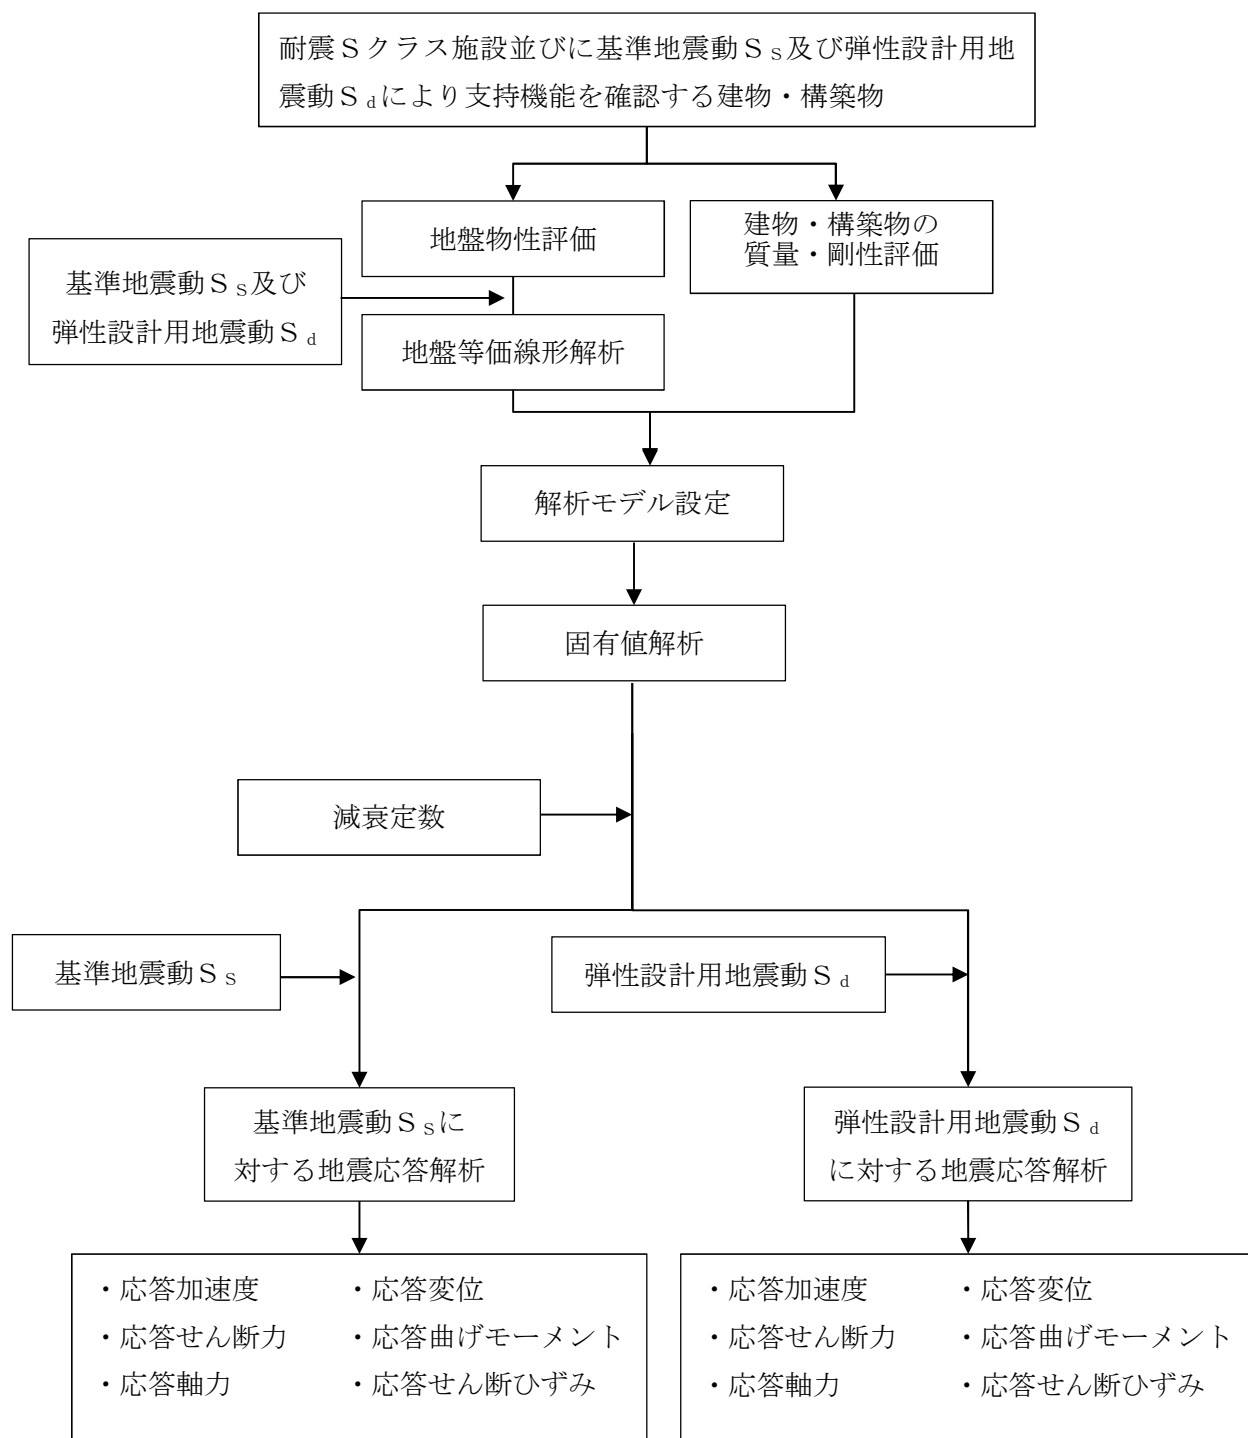 耐震Ｓクラス施設並びに基準地震動Ｓｓ及び弾性設計用地
震動Ｓｄにより支持機能を確認する建物・構築物
地盤物性評価
建物・構築物の
質量・剛性評価
基準地震動Ｓｓ及び
弾性設計用地震動Ｓｄ
地盤等価線形解析
解析モデル設定
固有値解析
減衰定数
基準地震動Ｓｓ
弾性設計用地震動Ｓｄ
基準地震動Ｓｓに
対する地震応答解析
弾性設計用地震動Ｓｄ
に対する地震応答解析
・応答加速度　・応答変位
・応答せん断力　・応答曲げモーメント
・応答軸力　・応答せん断ひずみ
・応答加速度　・応答変位
・応答せん断力　・応答曲げモーメント
・応答軸力　・応答せん断ひずみ